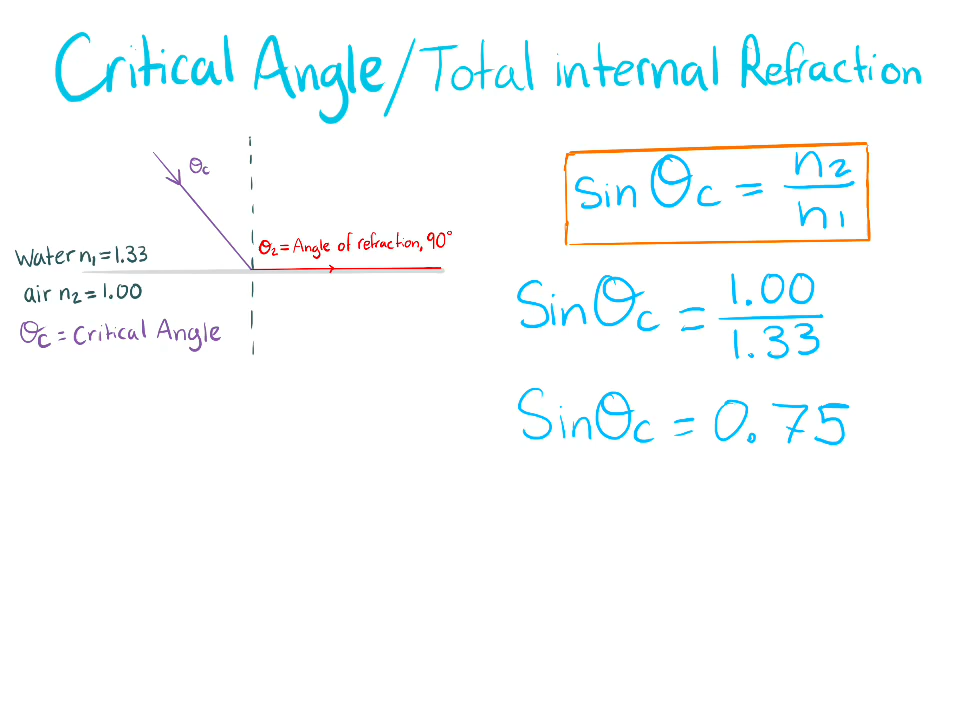 Critical Angle/Total internal Refraction
θc
θ2 = Angle of refraction, 90°
Water n1 = 1.33
air n2 = 1.00
θc = Critical Angle
sin θc = n2/n1
Sin θc = 1.00/1.33
Sin θc = 0.75